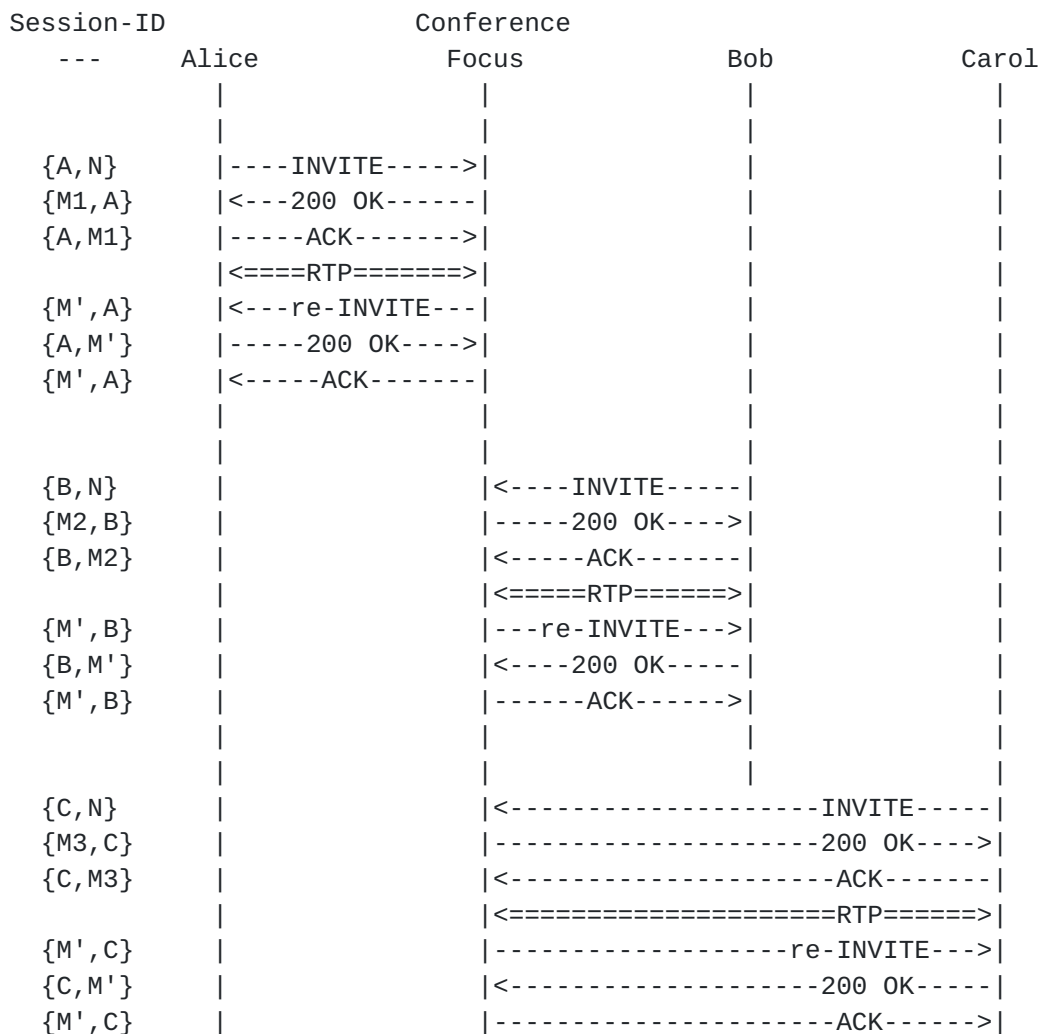 Session-ID                Conference
   ---     Alice            Focus             Bob            Carol
             |                |                |               |
             |                |                |               |
  {A,N}      |----INVITE----->|                |               |
  {M1,A}     |<---200 OK------|                |               |
  {A,M1}     |-----ACK------->|                |               |
             |<====RTP=======>|                |               |
  {M',A}     |<---re-INVITE---|                |               |
  {A,M'}     |-----200 OK---->|                |               |
  {M',A}     |<-----ACK-------|                |               |
             |                |                |               |
             |                |                |               |
  {B,N}      |                |<----INVITE-----|               |
  {M2,B}     |                |-----200 OK---->|               |
  {B,M2}     |                |<-----ACK-------|               |
             |                |<=====RTP======>|               |
  {M',B}     |                |---re-INVITE--->|               |
  {B,M'}     |                |<----200 OK-----|               |
  {M',B}     |                |------ACK------>|               |
             |                |                |               |
             |                |                |               |
  {C,N}      |                |<--------------------INVITE-----|
  {M3,C}     |                |---------------------200 OK---->|
  {C,M3}     |                |<---------------------ACK-------|
             |                |<=====================RTP======>|
  {M',C}     |                |-------------------re-INVITE--->|
  {C,M'}     |                |<--------------------200 OK-----|
  {M',C}     |                |----------------------ACK------>|